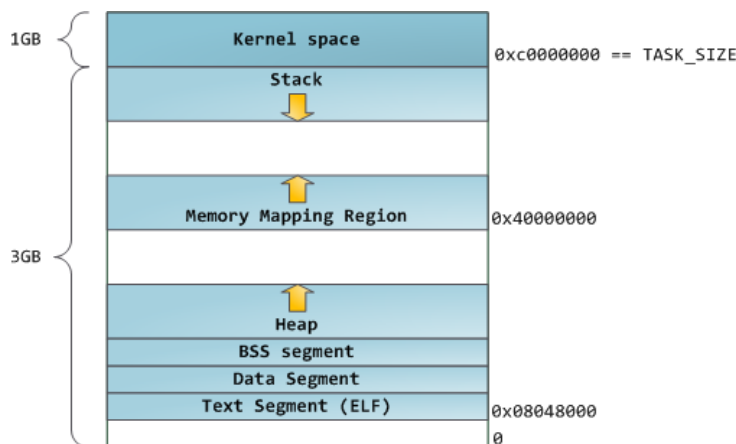 1GB
Kernel space
0xc0000000 == TASK_SIZE
Stack
Memory Mapping Region
0x40000000
3GB
Heap
BSS segment
Data Segment
Text Segment (ELF)
0x08048000
0